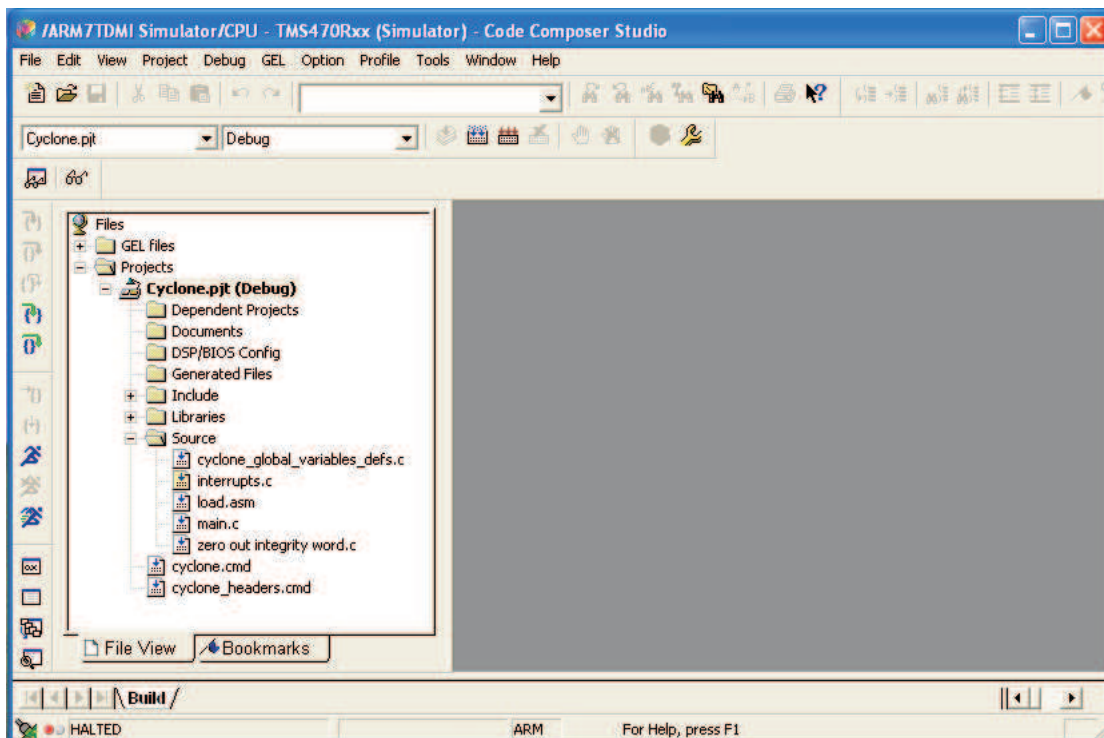 /ARM7TDMI Simulator/CPU - TMS470Rxx (Simulator) - Code Composer Studio
File Edit View Project Debug GEL Option Profile Tools Window Help
Cyclone.pjt Debug
Files
GEL files
Projects
Cyclone.pjt (Debug)
Dependent Projects
Documents
DSP/BIOS Config
Generated Files
Include
Libraries
Source
cyclone_global_variables_defs.c
interrupts.c
load.asm
main.c
zero out integrity word.c
cyclone.cmd
cyclone_headers.cmd
File View Bookmarks
Build
HALTED ARM For Help, press F1